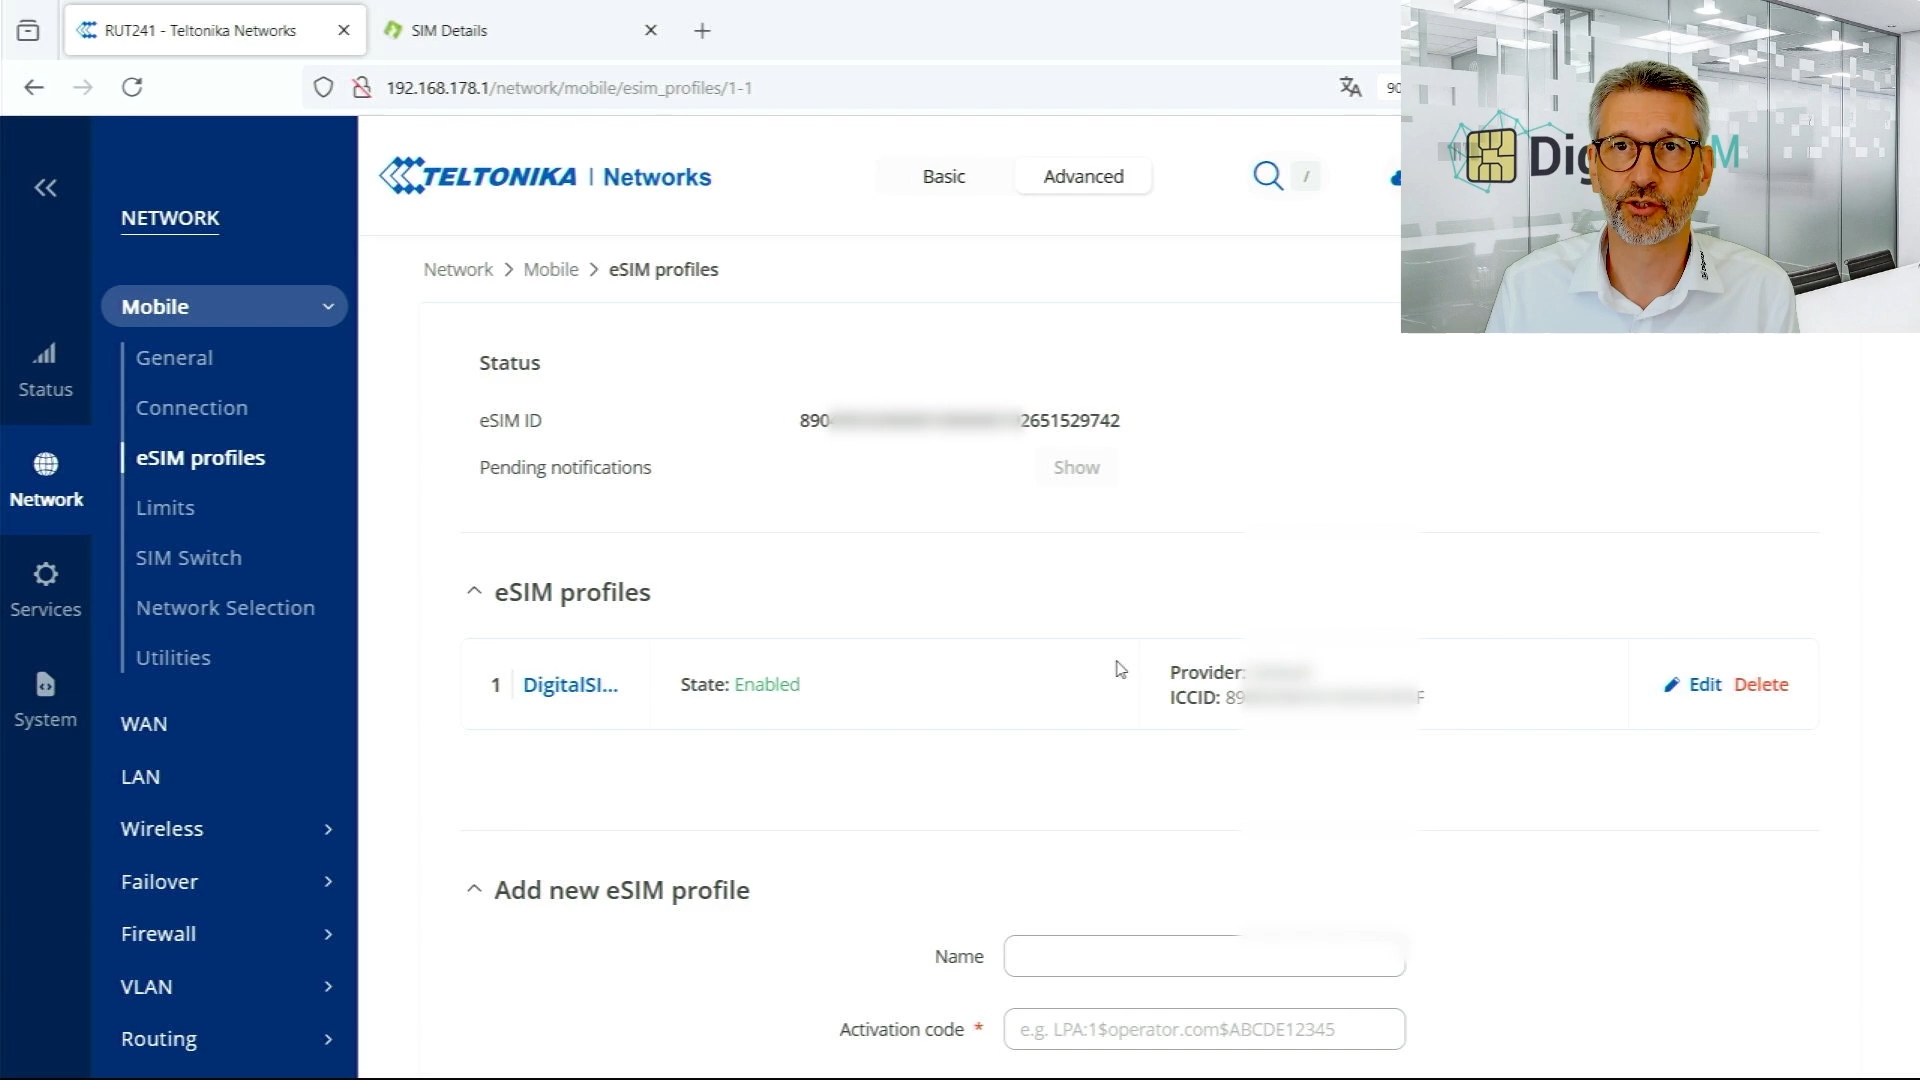 RUT241 - Teltonika Networks
SIM Details
192.168.178.1/network/mobile/esim_profiles/1-1
90
TELTONIKA | Networks
Basic
Advanced
/
Dig M
NETWORK
Mobile
General
Connection
eSIM profiles
Limits
SIM Switch
Network Selection
Utilities
WAN
LAN
Wireless
Failover
Firewall
VLAN
Routing
Status
Network
Services
System
Network > Mobile > eSIM profiles
Status
eSIM ID 890 2651529742
Pending notifications Show
eSIM profiles
1 DigitalSI... State: Enabled
Provider:
ICCID: 89 F
Edit Delete
Add new eSIM profile
Name
Activation code * e.g. LPA:1$operator.com$ABCDE12345